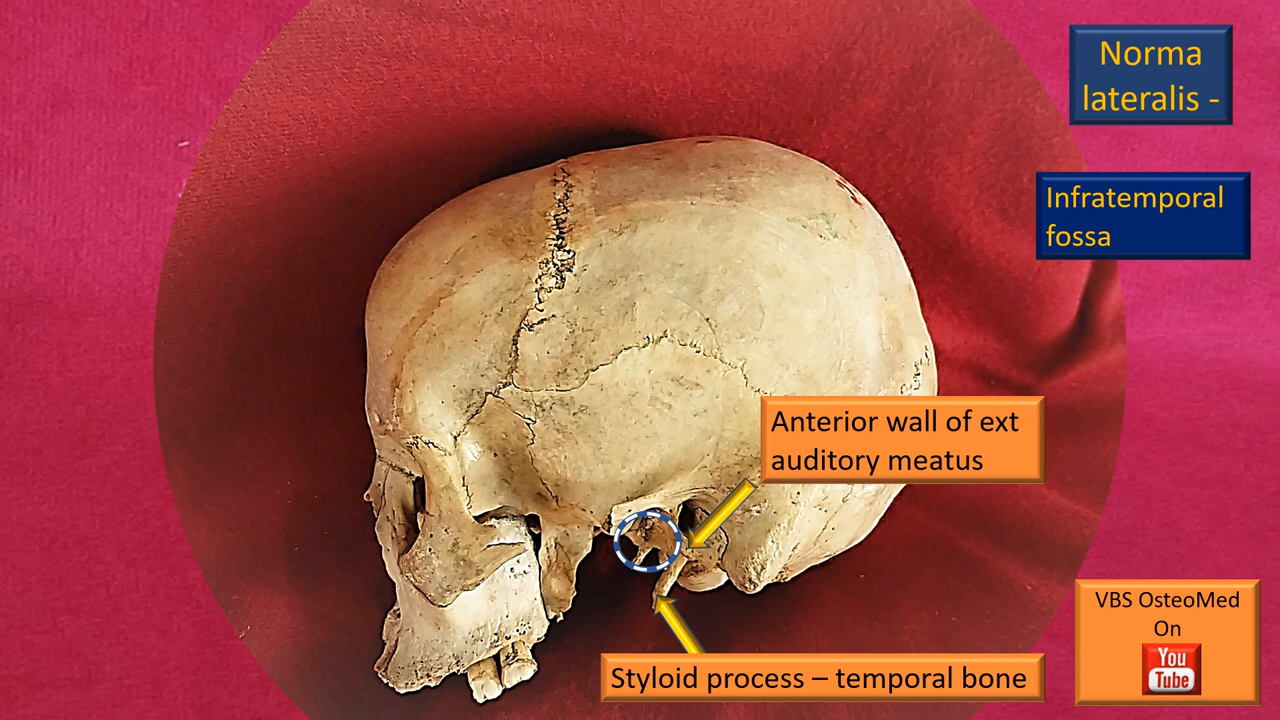 Norma
lateralis -
Infratemporal
fossa
Anterior wall of ext
auditory meatus
Styloid process – temporal bone
VBS OsteoMed
On
You
Tube